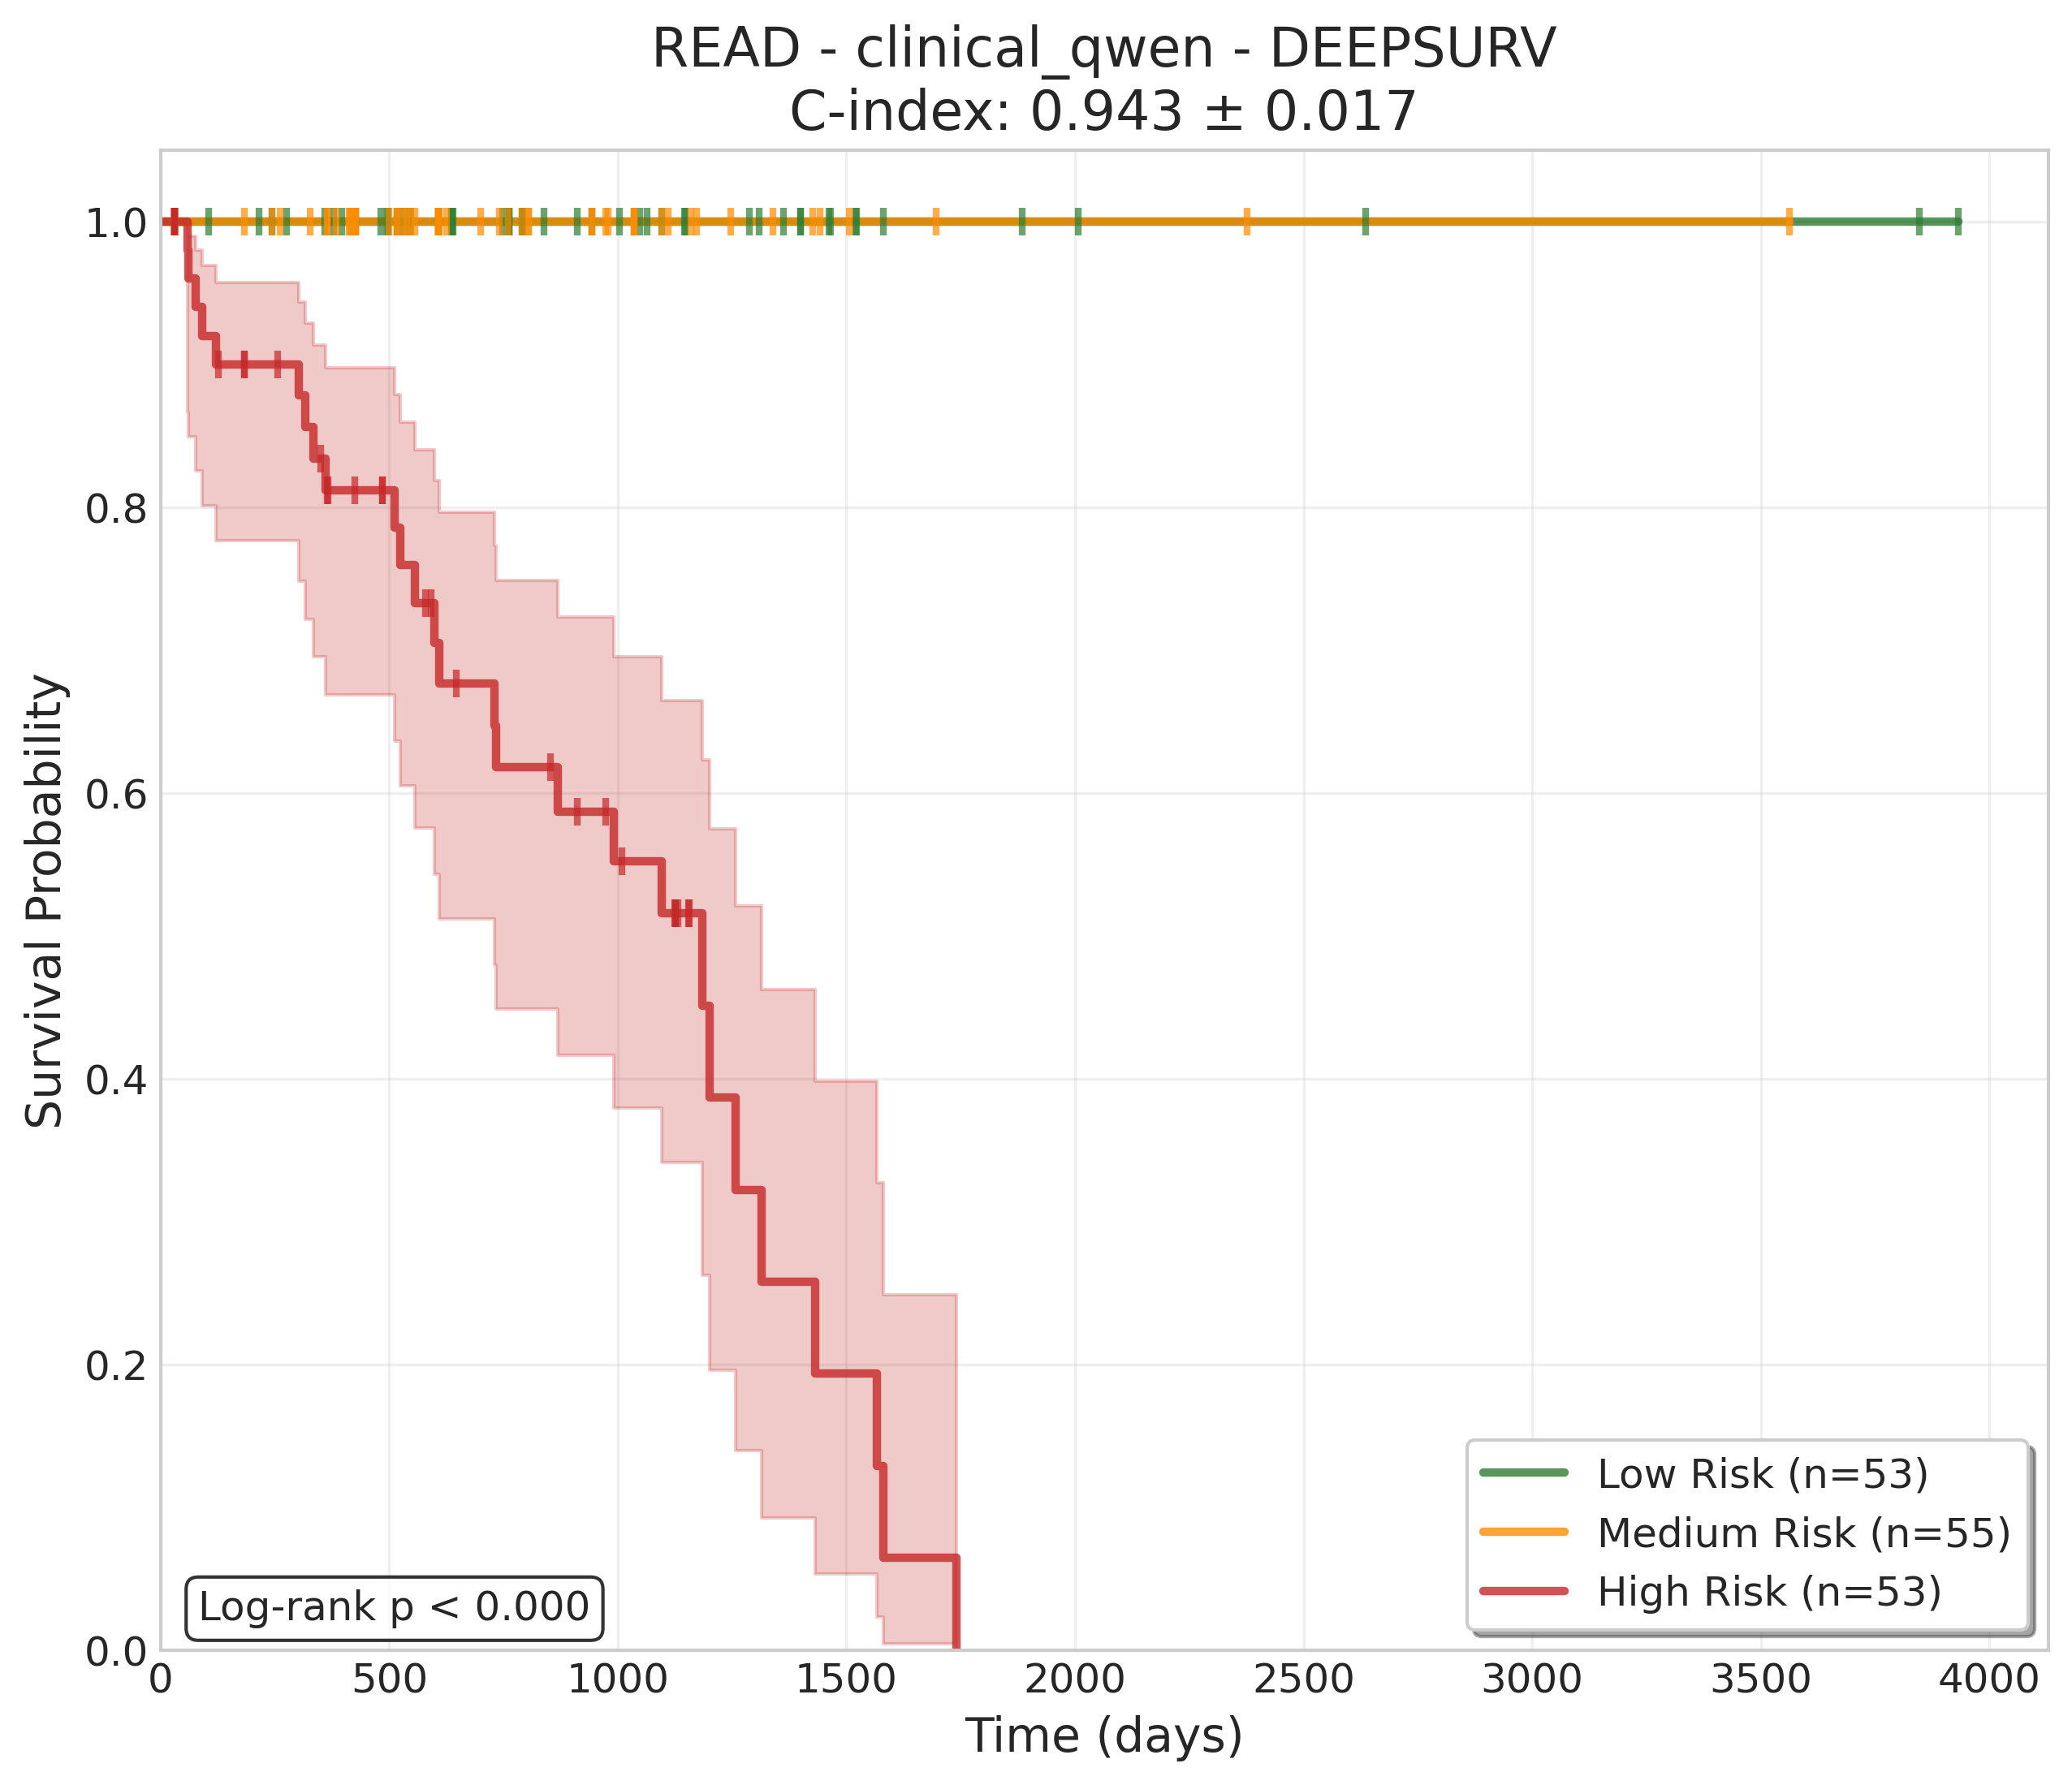 READ - clinical_qwen - DEEPSURV
C-index: 0.943 ± 0.017
Survival Probability
1.0
0.8
0.6
0.4
0.2
0.0
Log-rank p < 0.000
Low Risk (n=53)
Medium Risk (n=55)
High Risk (n=53)
0 500 1000 1500 2000 2500 3000 3500 4000
Time (days)